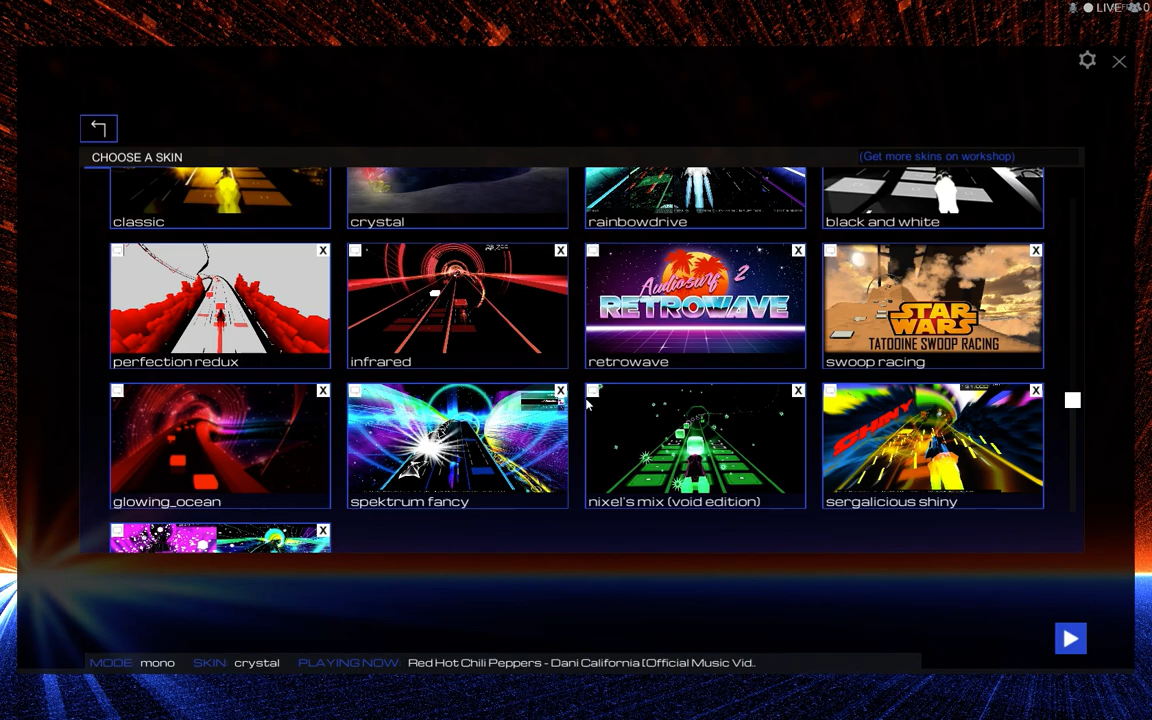 LIVE 0
CHOOSE A SKIN
(Get more skins on workshop)
classic
crystal
rainbowdrive
black and white
X
X
X
X
Audiosurf 2
RETROWAVE
STAR WARS
TATOOINE SWOOP RACING
perfection redux
infrared
retrowave
swoop racing
X
X
X
X
CHINY
glowing_ocean
spektrum fancy
nixel's mix (void edition)
sergalicious shiny
X
MODE: mono SKIN: crystal PLAYING NOW: Red Hot Chili Peppers - Dani California [Official Music Vid..